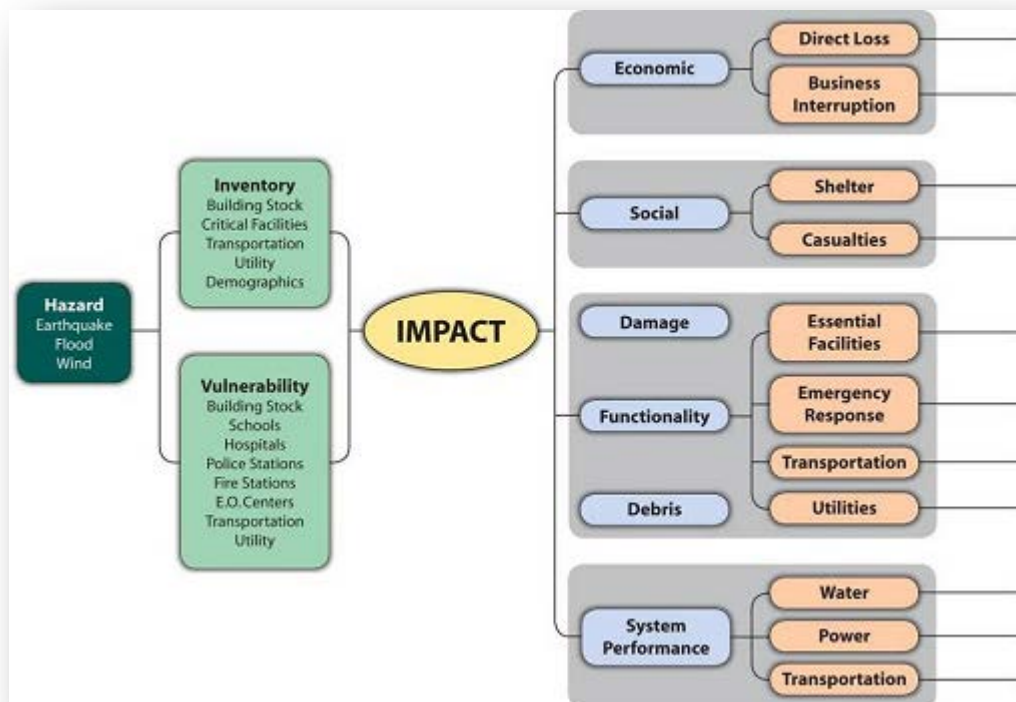 Hazard
Earthquake
Flood
Wind
Inventory
Building Stock
Critical Facilities
Transportation
Utility
Demographics
Vulnerability
Building Stock
Schools
Hospitals
Police Stations
Fire Stations
E.O. Centers
Transportation
Utility
IMPACT
Economic
Direct Loss
Business
Interruption
Social
Shelter
Casualties
Damage
Functionality
Debris
Essential
Facilities
Emergency
Response
Transportation
Utilities
System
Performance
Water
Power
Transportation